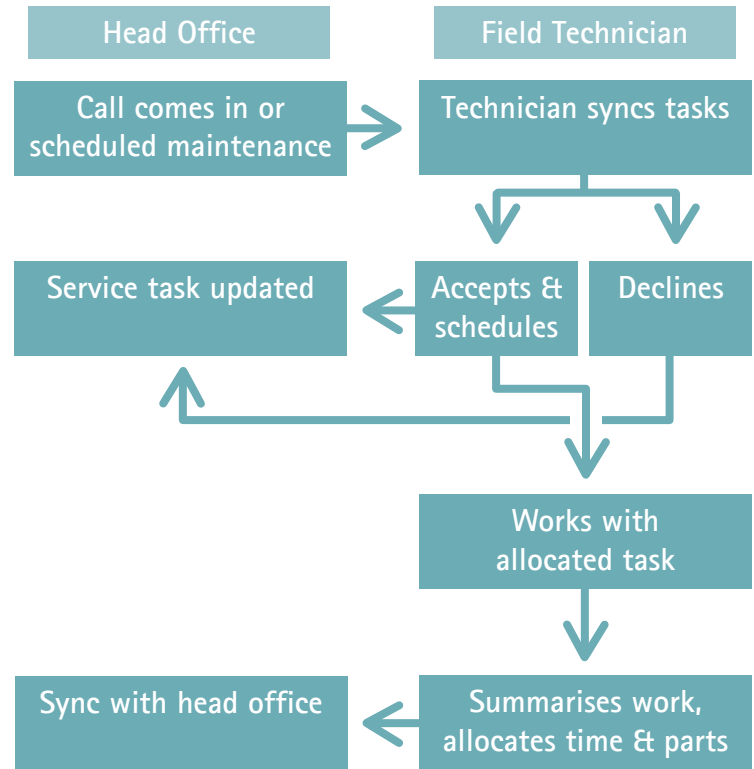 Head Office
Field Technician
Call comes in or
scheduled maintenance
Technician syncs tasks
Service task updated
Accepts &
schedules
Declines
Works with
allocated task
Sync with head office
Summarises work,
allocates time & parts